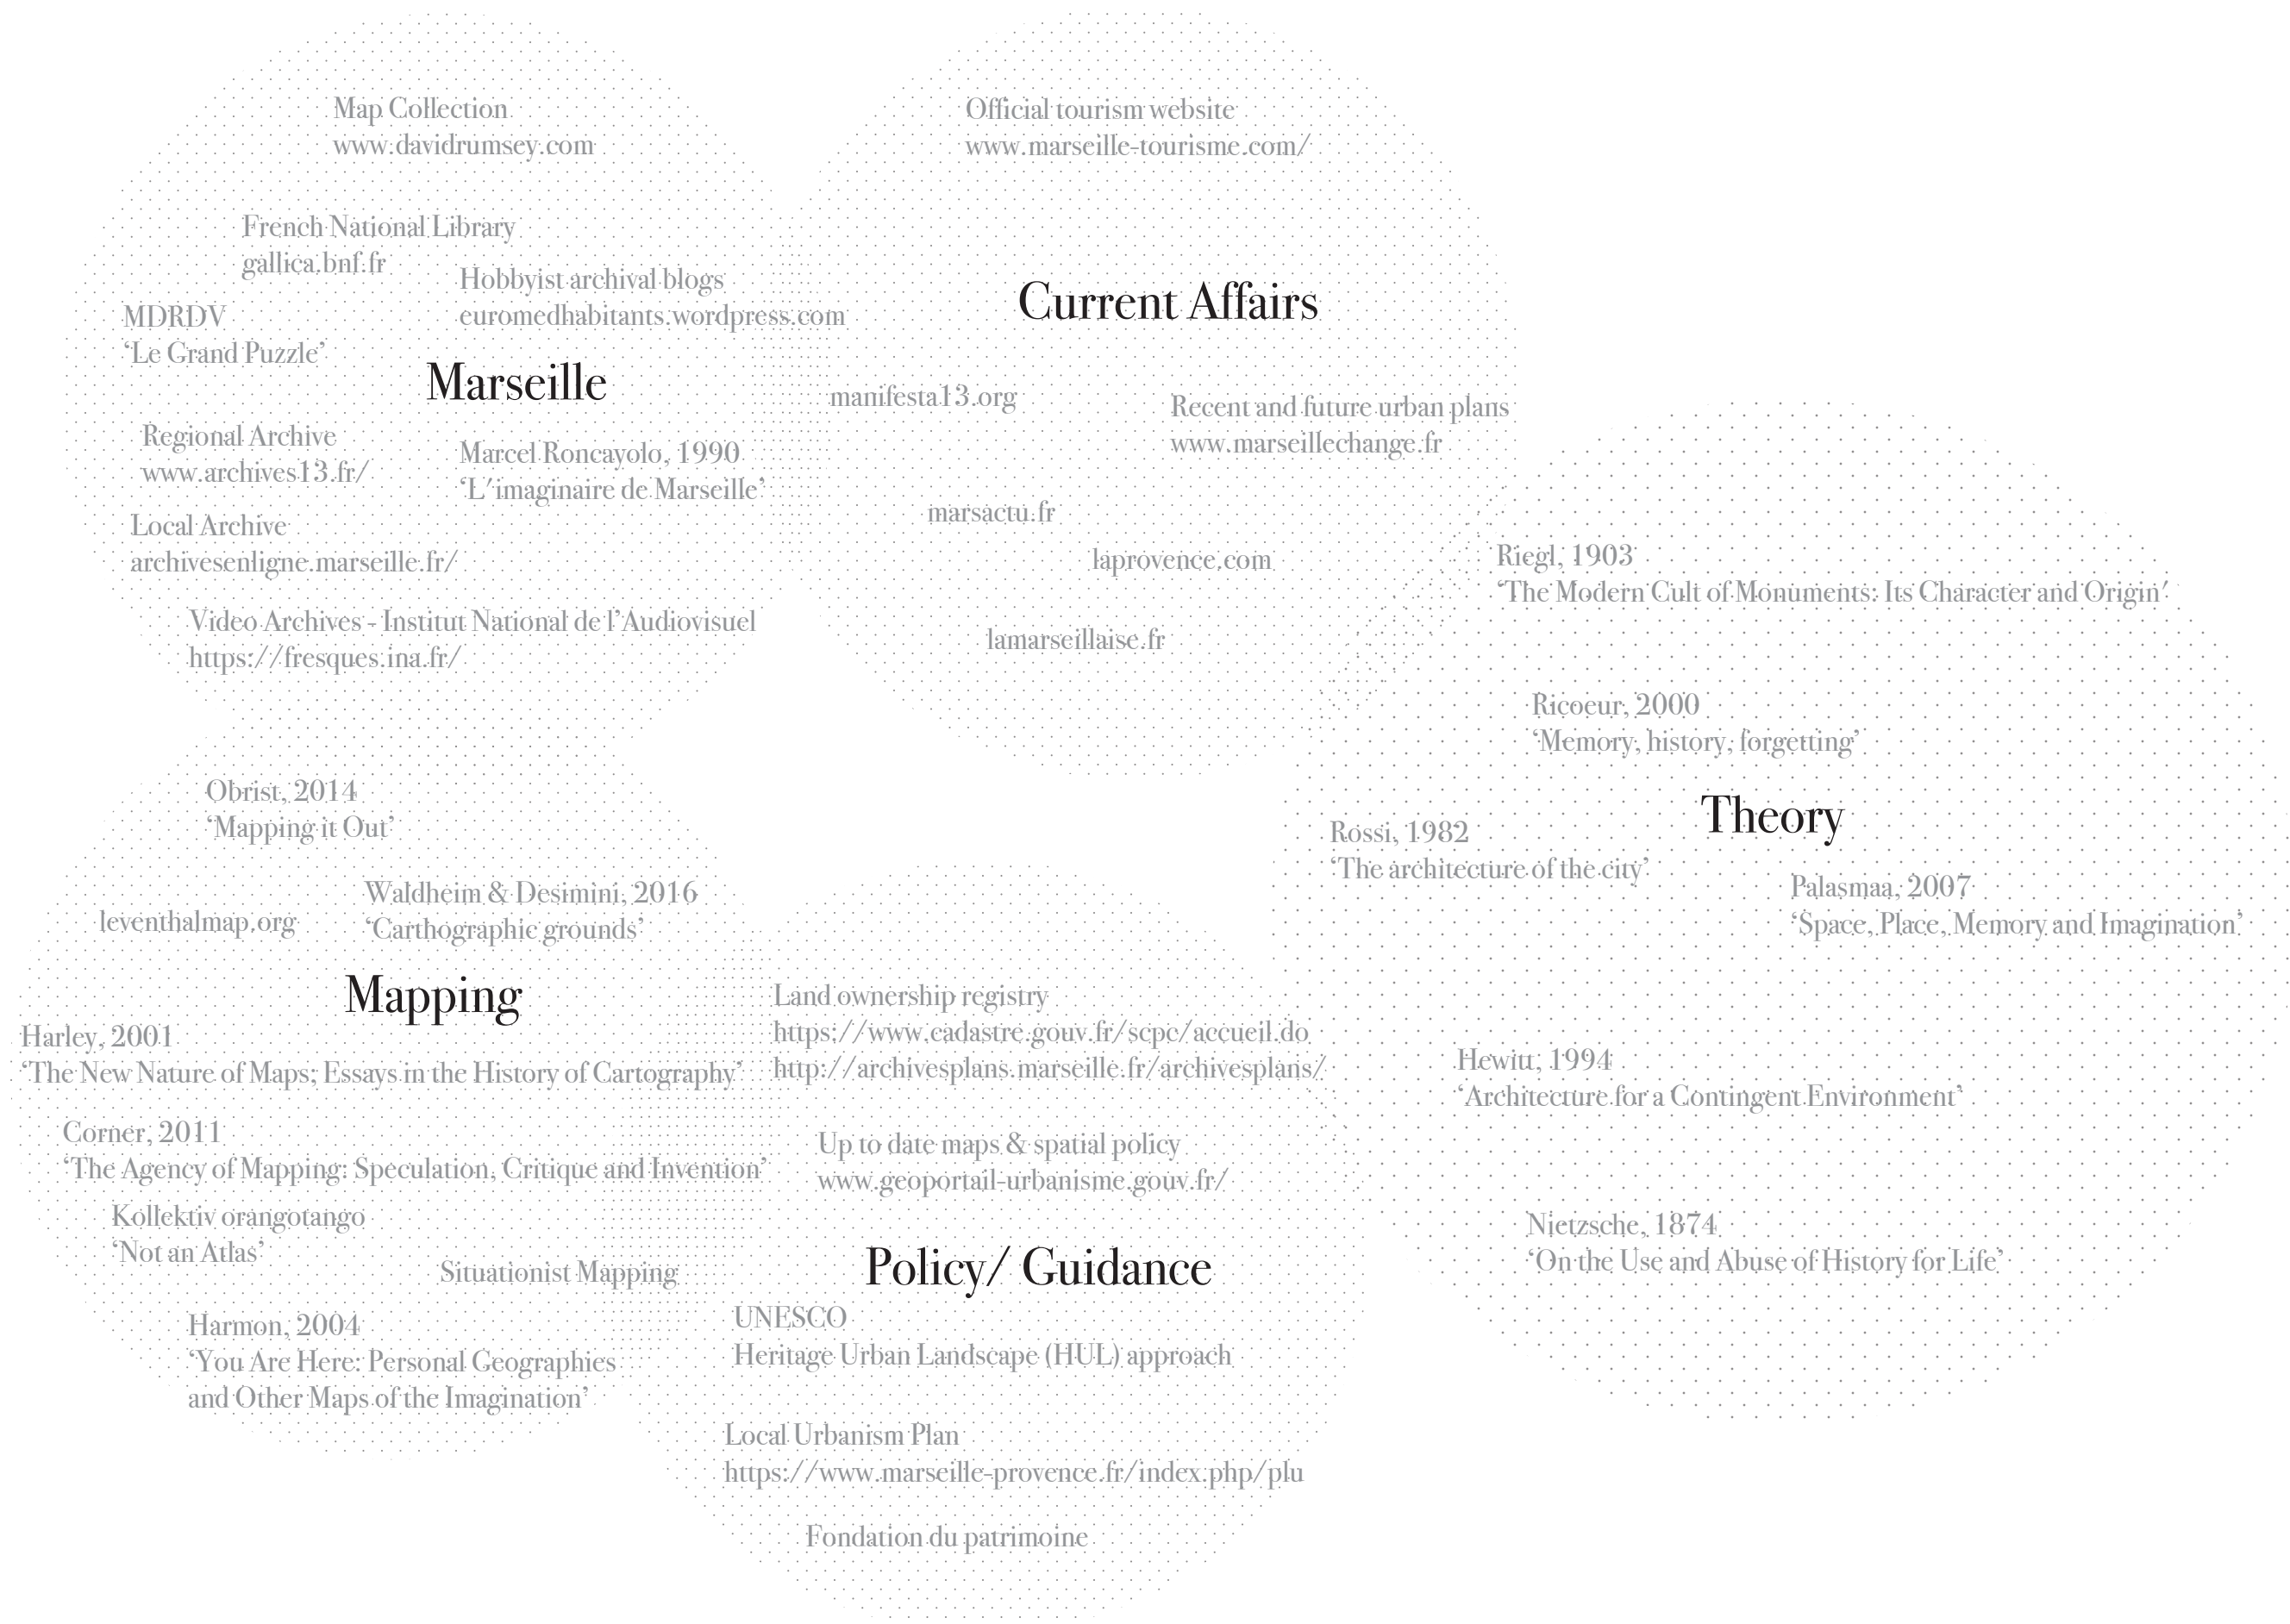 Map Collection
www.davidrumsey.com
French National Library
gallica.bnf.fr
Hobbyist archival blogs
euromedhabitants.wordpress.com
MDRDV
‘Le Grand Puzzle’
Marseille
Regional Archive
www.archives13.fr/
Marcel Roncayolo, 1990
‘L'imaginaire de Marseille’
Local Archive
archivesenligne.marseille.fr/
Video Archives - Institut National de l’Audiovisuel
https://fresques.ina.fr/
Official tourism website
www.marseille-tourisme.com/
Current Affairs
manifesta13.org
Recent and future urban plans
www.marseillechange.fr
marsactu.fr
laprovence.com
lamarseillaise.fr
Riegl, 1903
‘The Modern Cult of Monuments: Its Character and Origin'
Ricoeur, 2000
‘Memory, history, forgetting’
Theory
Rossi, 1982
‘The architecture of the city’
Palasmaa, 2007
‘Space, Place, Memory and Imagination’
Hewitt, 1994
‘Architecture for a Contingent Environment’
Nietzsche, 1874
‘On the Use and Abuse of History for Life’
Obrist, 2014
‘Mapping it Out’
Waldheim & Desimini, 2016
‘Carthographic grounds’
leventhalmap.org
Mapping
Harley, 2001
‘The New Nature of Maps; Essays in the History of Cartography’
Corner, 2011
‘The Agency of Mapping: Speculation, Critique and Invention’
Kollektiv orangotango
‘Not an Atlas’
Situationist Mapping
Harmon, 2004
‘You Are Here: Personal Geographies
and Other Maps of the Imagination’
Land ownership registry
https://www.cadastre.gouv.fr/scpc/accueil.do
http://archivesplans.marseille.fr/archivesplans/
Up to date maps & spatial policy
www.geoportail-urbanisme.gouv.fr/
Policy/ Guidance
UNESCO
Heritage Urban Landscape (HUL) approach
Local Urbanism Plan
https://www.marseille-provence.fr/index.php/plu
Fondation du patrimoine